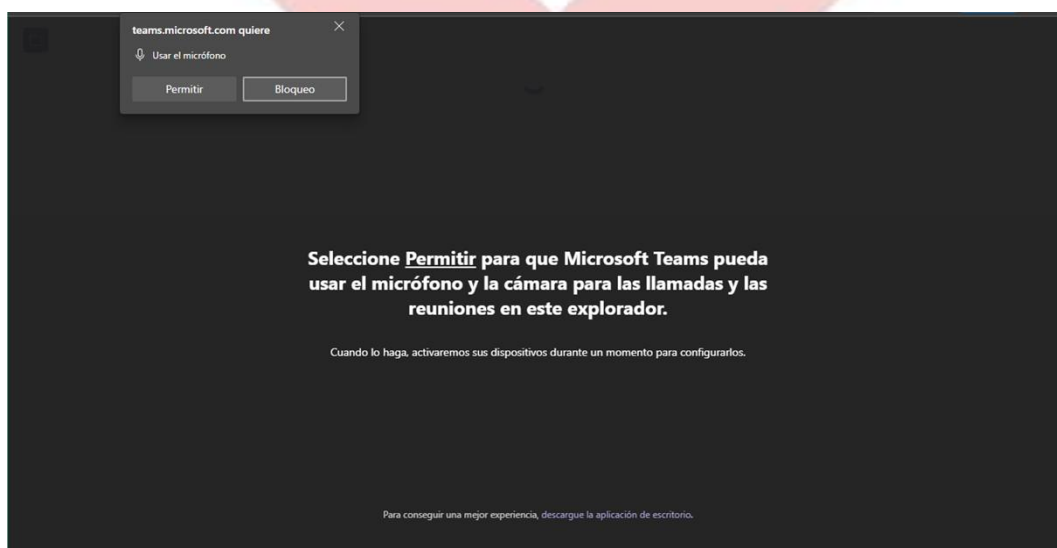 teams.microsoft.com quiere
Usar el micrófono
Permitir
Bloqueo
Seleccione Permitir para que Microsoft Teams pueda
usar el micrófono y la cámara para las llamadas y las
reuniones en este explorador.
Cuando lo haga, activaremos sus dispositivos durante un momento para configurarlos.
Para conseguir una mejor experiencia, descargue la aplicación de escritorio.